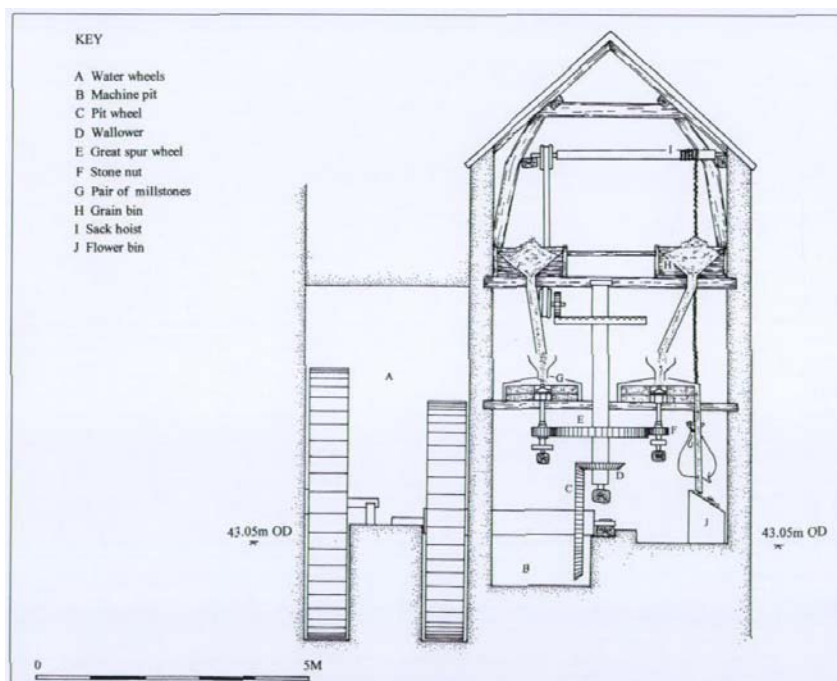 KEY
A Water wheels
B Machine pit
C Pit wheel
D Wallower
E Great spur wheel
F Stone nut
G Pair of millstones
H Grain bin
I Sack hoist
J Flower bin
I
H
A
G
E
F
D
C
43.05m OD
J
43.05m OD
B
0 5M